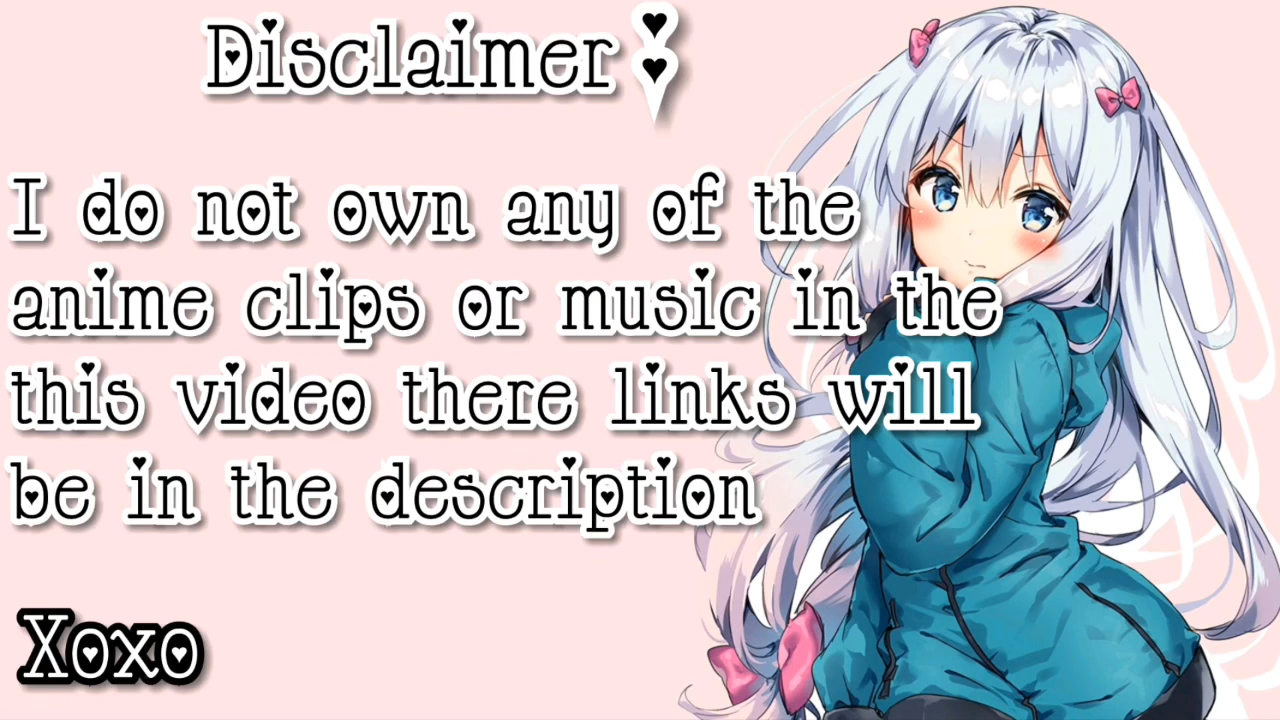 Disclaimer!
I do not own any of the
anime clips or music in the
this video there links will
be in the description
Xoxo